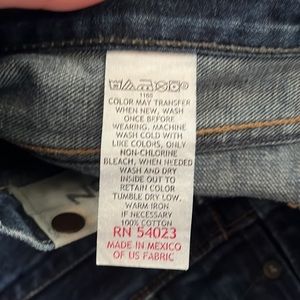 1166
COLOR MAY TRANSFER
WHEN NEW, WASH
ONCE BEFORE
WEARING. MACHINE
WASH COLD WITH
LIKE COLORS, ONLY
NON-CHLORINE
BLEACH, WHEN NEEDED
WASH AND DRY
INSIDE OUT TO
RETAIN COLOR
TUMBLE DRY LOW,
WARM IRON
IF NECESSARY
100% COTTON
RN 54023
MADE IN MEXICO
OF US FABRIC